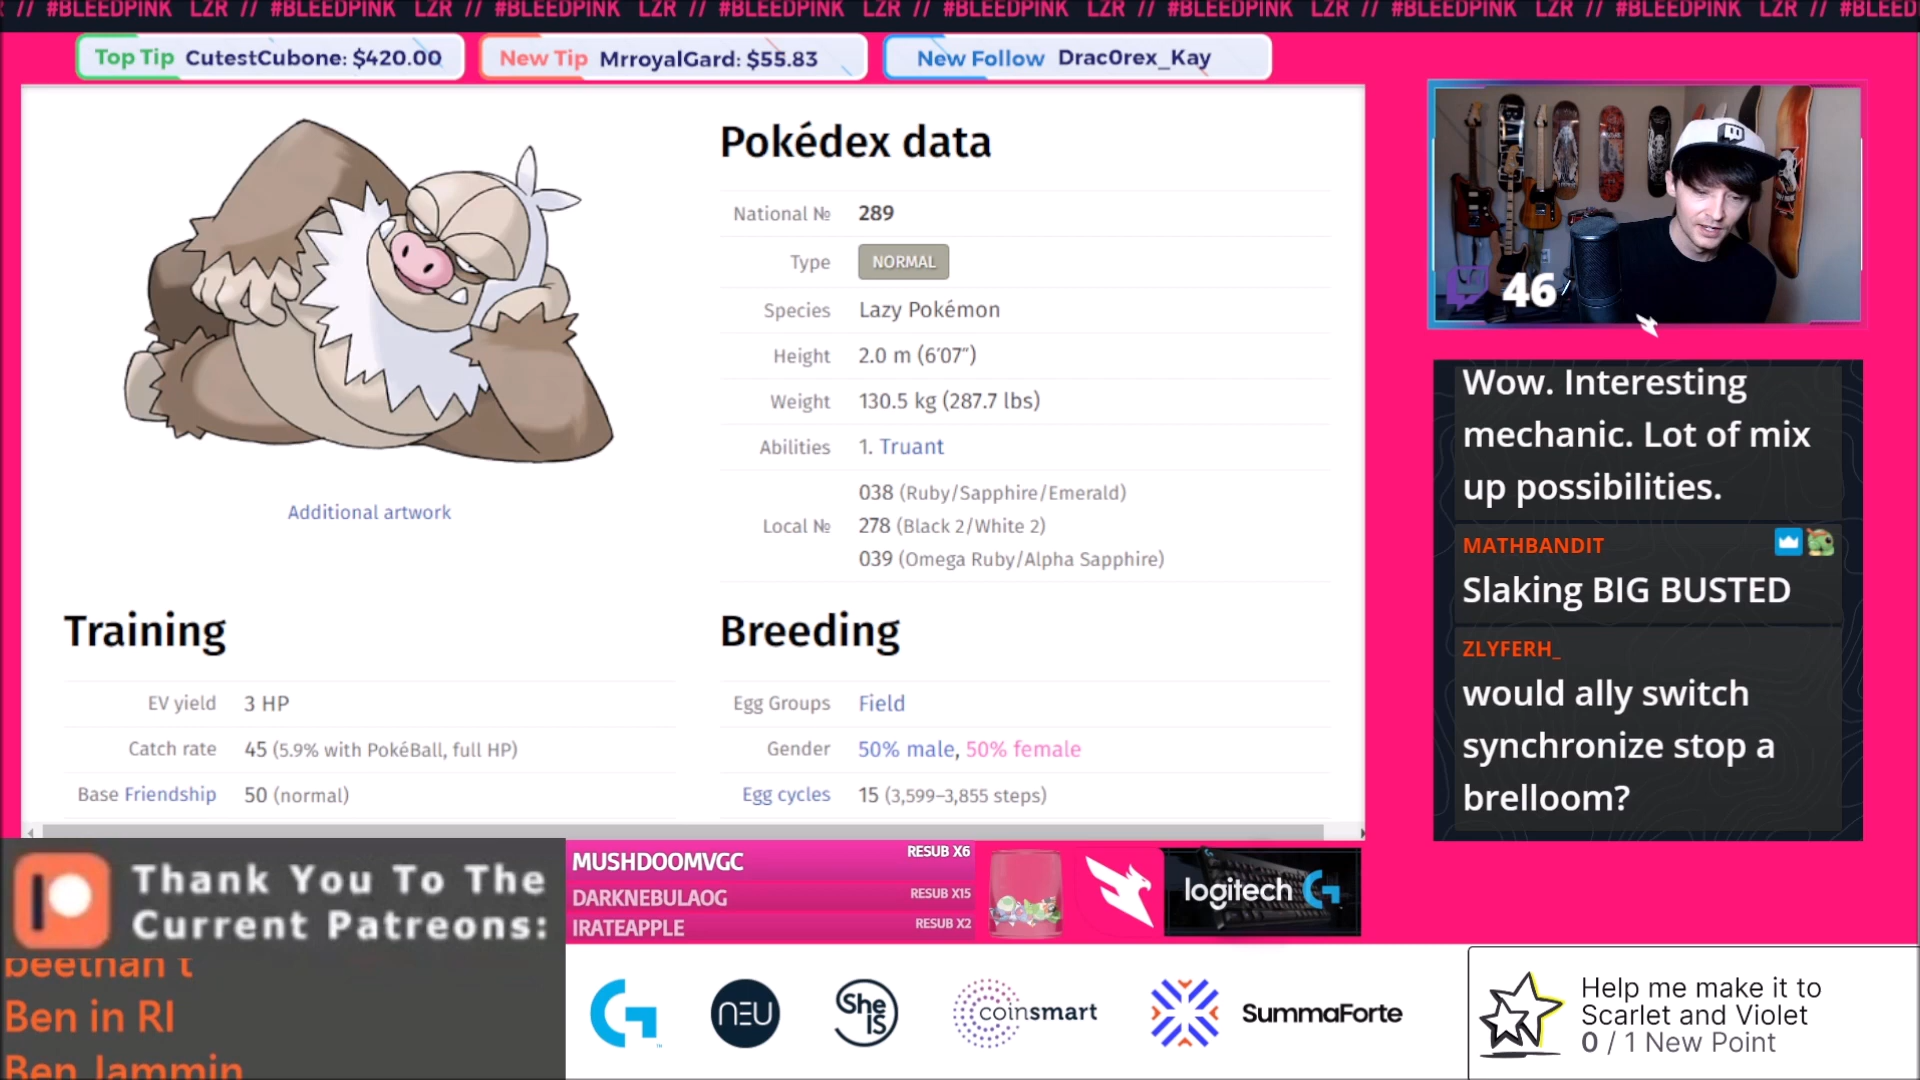 // #BLEEDPINK LZR // #BLEEDPINK LZR // #BLEEDPINK LZR // #BLEEDPINK LZR // #BLEEDPINK LZR // #BLEEDPINK LZR // #BLEEDPINK LZR // #BLEEDPINK LZR // #BLEED
Top Tip CutestCubone: $420.00
New Tip MrroyalGard: $55.83
New Follow Drac0rex_Kay
Pokédex data
National № 289
Type NORMAL
Species Lazy Pokémon
Height 2.0 m (6′07″)
Weight 130.5 kg (287.7 lbs)
Abilities 1. Truant
Local № 038 (Ruby/Sapphire/Emerald)
278 (Black 2/White 2)
039 (Omega Ruby/Alpha Sapphire)
Additional artwork
Training
EV yield 3 HP
Catch rate 45 (5.9% with PokéBall, full HP)
Base Friendship 50 (normal)
Breeding
Egg Groups Field
Gender 50% male, 50% female
Egg cycles 15 (3,599–3,855 steps)
46
Wow. Interesting
mechanic. Lot of mix
up possibilities.
MATHBANDIT
Slaking BIG BUSTED
ZLYFERH_
would ally switch
synchronize stop a
brelloom?
Thank You To The
Current Patreons:
beethan t
Ben in RI
Ben Jammin
MUSHDOOMVGC RESUB X6
DARKNEBULAOG RESUB X15
IRATEAPPLE RESUB X2
logitech G
NEU
She IS
coinsmart
SummaForte
Help me make it to
Scarlet and Violet
0 / 1 New Point